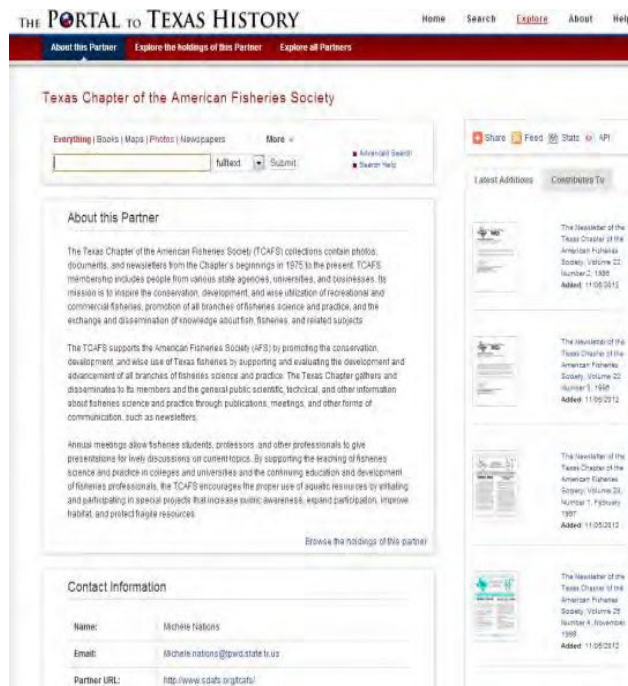 THE PORTAL TO TEXAS HISTORY
Home Search Explore About Help
About this Partner Explore the holdings of this Partner Explore all Partners
Texas Chapter of the American Fisheries Society
Everything | Books | Maps | Photos | Newspapers More
fulltext Submit
Advanced Search
Search Help
About this Partner
The Texas Chapter of the American Fisheries Society (TCAFS) collections contain photos,
documents, and newsletters from the Chapter's beginnings in 1975 to the present. TCAFS
membership includes people from various state agencies, universities, and businesses. Its
mission is to inspire the conservation, development, and wise utilization of recreational and
commercial fisheries, promotion of all branches of fisheries science and practice, and the
exchange and dissemination of knowledge about fish, fisheries, and related subjects.
The TCAFS supports the American Fisheries Society (AFS) by promoting the conservation,
development, and wise use of Texas fisheries by supporting and evaluating the development and
advancement of all branches of fisheries science and practice. The Texas Chapter gathers and
disseminates to its members and the general public scientific, technical, and other information
about fisheries science and practice through publications, meetings, and other forms of
communication, such as newsletters.
Annual meetings allow fisheries students, professors, and other professionals to give
presentations for lively discussions on current topics. By supporting the teaching of fisheries
science and practice in colleges and universities and the continuing education and development
of fisheries professionals, the TCAFS encourages the proper use of aquatic resources by initiating
and participating in special projects that increase public awareness, expand participation, improve
habitat, and protect fragile resources.
Browse the holdings of this partner
Contact Information
Name: Michele Nations
Email: Michele.nations@tpwd.state.tx.us
Partner URL: http://www.sdafs.org/tcafs/
Share Feed Stats API
Latest Additions Contributes To
The Newsletter of the
Texas Chapter of the
American Fisheries
Society, Volume 22,
Number 2, 1996
Added: 11/05/2012
The Newsletter of the
Texas Chapter of the
American Fisheries
Society, Volume 22
Added: 11/05/2012
The Newsletter of the
Texas Chapter of the
American Fisheries
Society, Volume 23,
Number 1, February
1997
Added: 11/05/2012
The Newsletter of the
Texas Chapter of the
American Fisheries
Society, Volume 25
Number 4, November
Added: 11/05/2012